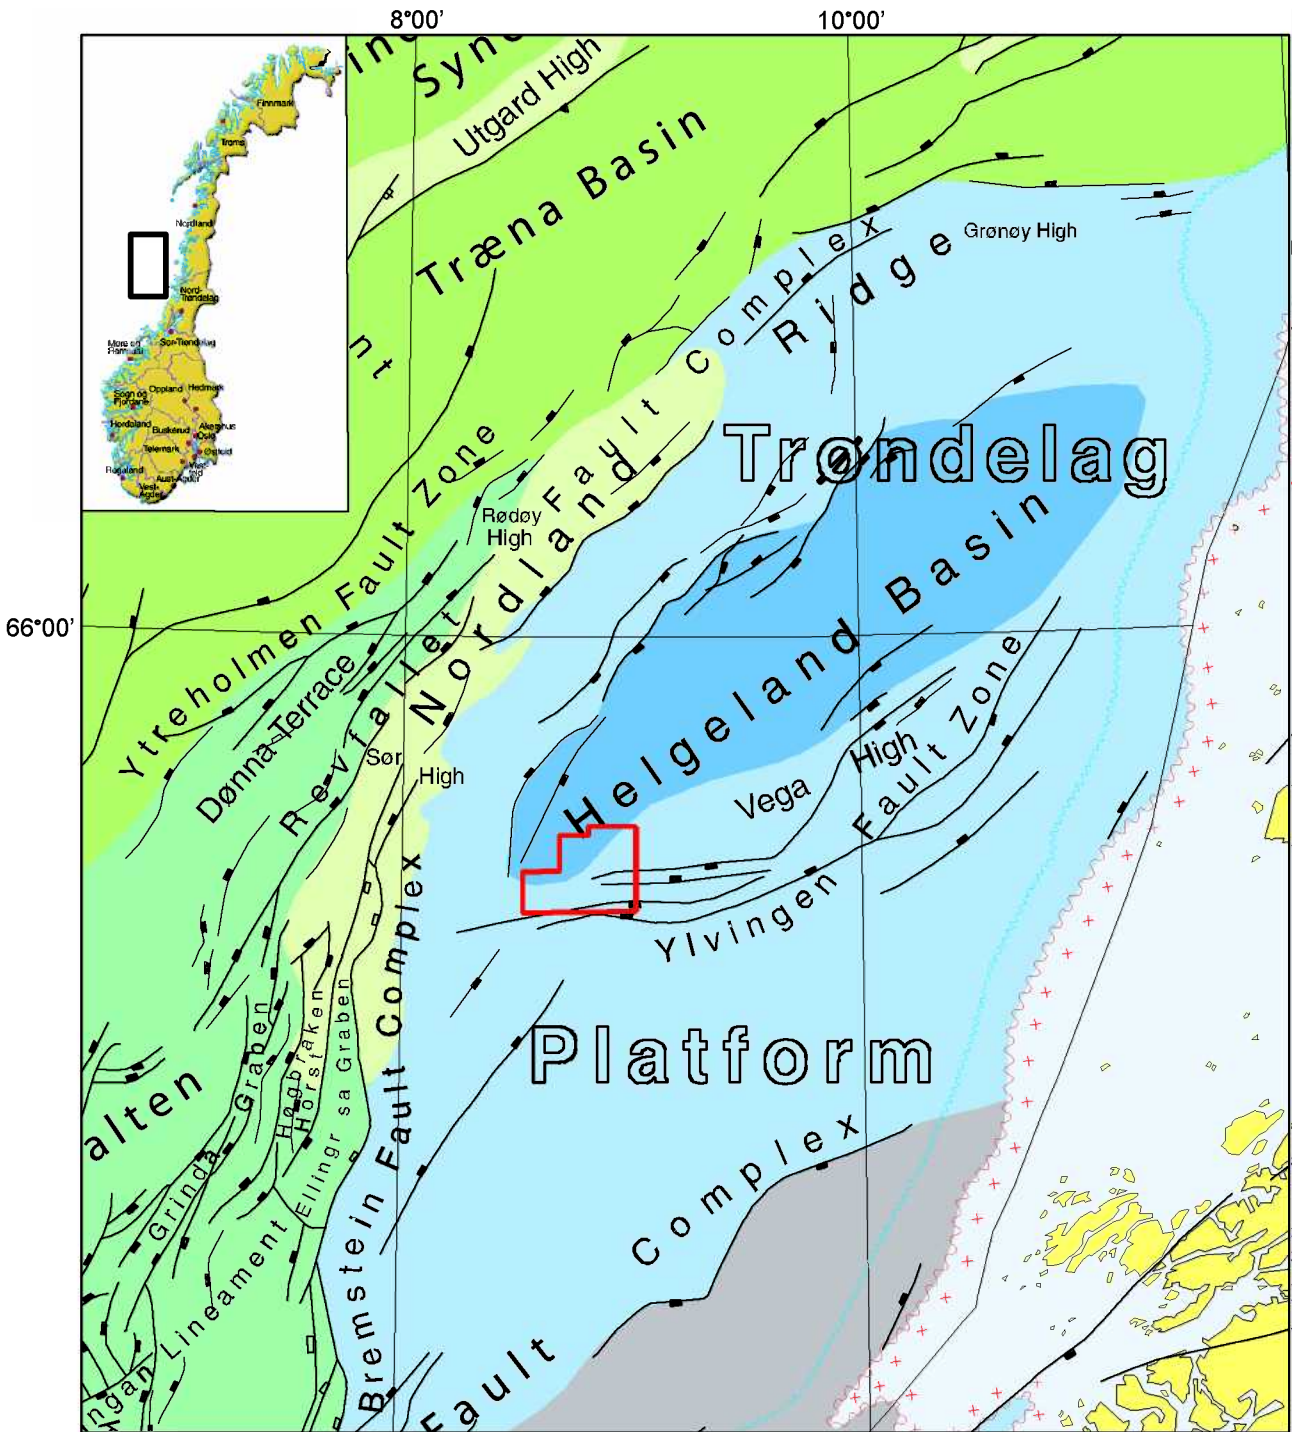 8°00'
10°00'
Syn
Utgard High
Træna Basin
Finnmark
Troms
Nordland
Nord-
Trøndelag
Møre og
Romsdal
Sør-Trøndelag
Oppland
Hedmark
Sogn og
Fjordane
Hordaland
Buskerud
Akershus
Oslo
Telemark
Østfold
Rogaland
Vest-
fold
Aust-Agder
Vest-
Agder
nt
Grønøy High
Nordland Ridge
Revfallet Fault Complex
Trøndelag
Ytreholmen Fault Zone
Rødøy
High
66°00'
Helgeland Basin
Dønna Terrace
Sør
High
Vega
High
Ylvingen Fault Zone
Platform
Bremstein Fault Complex
Grinda Graben
Høgbraken
Horst
Ellingr sa Graben
alten
ngan Lineament
Fault Complex